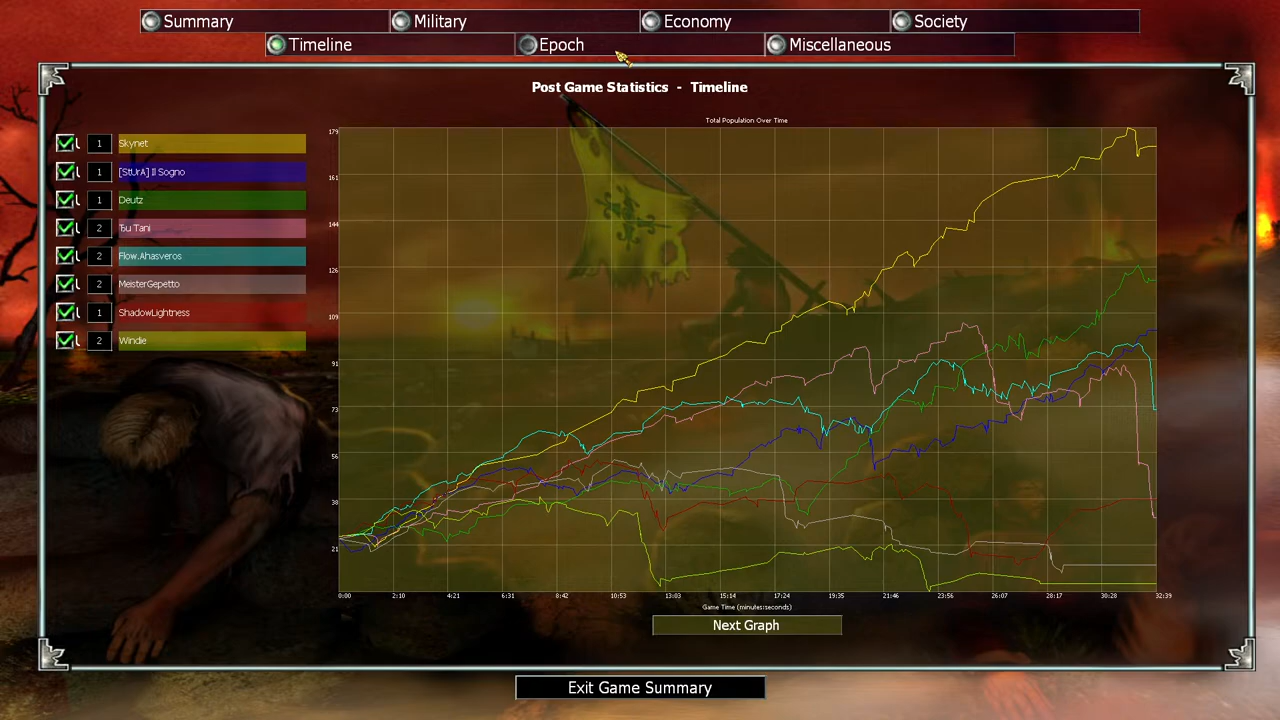 Summary
Military
Economy
Society
Timeline
Epoch
Miscellaneous
Post Game Statistics - Timeline
Total Population Over Time
1 Skynet
1 [StUrA] Il Sogno
1 Deutz
2 Ђu Tani
2 Flow.Ahasveros
2 MeisterGepetto
1 ShadowLightness
2 Windie
179
161
144
126
109
91
73
56
38
21
0:00 2:10 4:21 6:31 8:42 10:53 13:03 15:14 17:24 19:35 21:46 23:56 26:07 28:17 30:28 32:39
Game Time (minutes:seconds)
Next Graph
Exit Game Summary